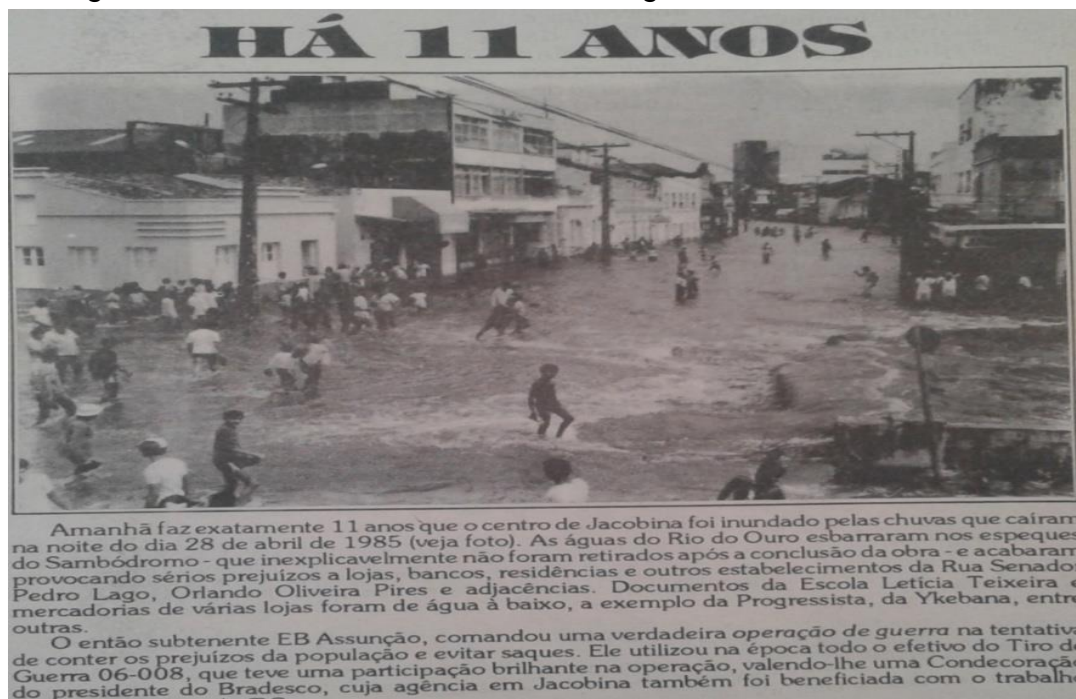 HÁ 11 ANOS
Amanhã faz exatamente 11 anos que o centro de Jacobina foi inundado pelas chuvas que caíram
na noite do dia 28 de abril de 1985 (veja foto). As águas do Rio do Ouro esbarraram nos espeques
do Sambódromo - que inexplicavelmente não foram retirados após a conclusão da obra - e acabaram
provocando sérios prejuízos a lojas, bancos, residências e outros estabelecimentos da Rua Senador
Pedro Lago, Orlando Oliveira Pires e adjacências. Documentos da Escola Letícia Teixeira e
mercadorias de várias lojas foram de água à baixo, a exemplo da Progressista, da Ykebana, entre
outras.
O então subtenente EB Assunção, comandou uma verdadeira operação de guerra na tentativa
de conter os prejuízos da população e evitar saques. Ele utilizou na época todo o efetivo do Tiro de
Guerra 06-008, que teve uma participação brilhante na operação, valendo-lhe uma Condecoração
do presidente do Bradesco, cuja agência em Jacobina também foi beneficiada com o trabalho